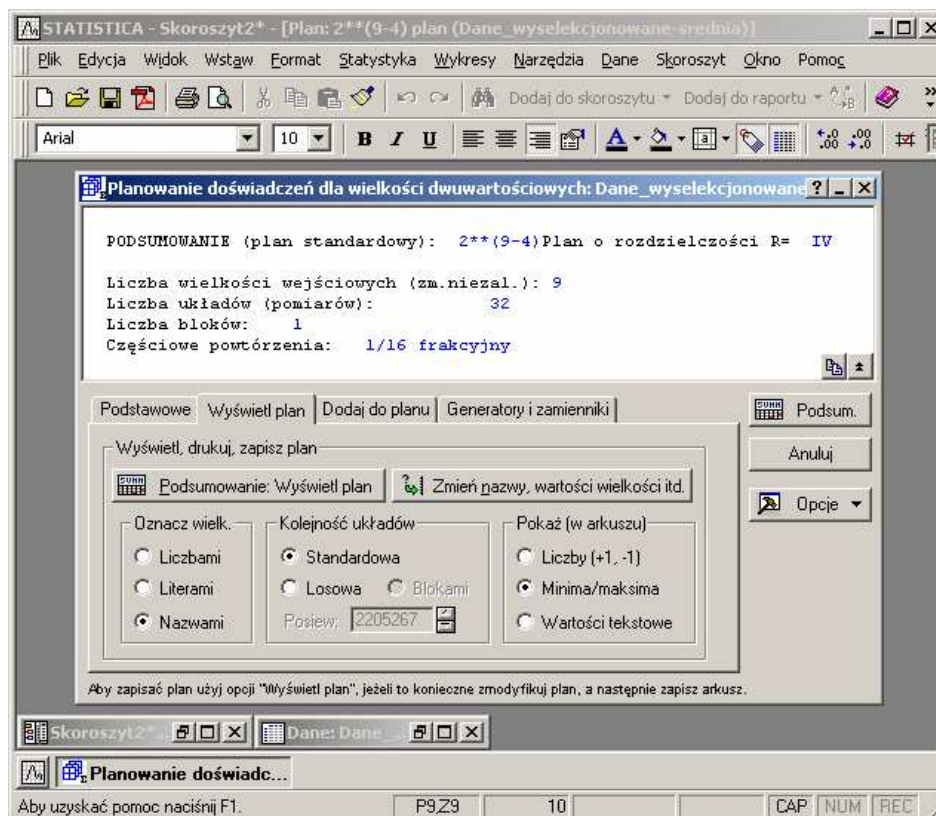 STATISTICA - Skoroszyt2* - [Plan: 2**(9-4) plan (Dane_wyselekcjonowane-srednia)]
Plik Edycja Widok Wstaw Format Statystyka Wykresy Narzędzia Dane Skoroszyt Okno Pomoc
Dodaj do skoroszytu Dodaj do raportu
Arial 10 B I U
Planowanie doświadczeń dla wielkości dwuwartościowych: Dane_wyselekcjonowane
PODSUMOWANIE (plan standardowy): 2**(9-4)Plan o rozdzielczości R= IV
Liczba wielkości wejściowych (zm.niezal.): 9
Liczba układów (pomiarów): 32
Liczba bloków: 1
Częściowe powtórzenia: 1/16 frakcyjny
Podstawowe Wyświetl plan Dodaj do planu Generatory i zamienniki
Podsum.
Anuluj
Opcje
Wyświetl, drukuj, zapisz plan
Podsumowanie: Wyświetl plan Zmień nazwy, wartości wielkości itd.
Oznacz wielk. Kolejność układów Pokaż (w arkuszu)
Liczbami Standardowa Liczby (+1, -1)
Literami Losowa Blokami Minima/maksima
Nazwami Posiew: 2205267 Wartości tekstowe
Aby zapisać plan użyj opcji "Wyświetl plan", jeżeli to konieczne zmodyfikuj plan, a następnie zapisz arkusz.
Skoroszyt2* Dane: Dane_...
Planowanie doświadc...
Aby uzyskać pomoc naciśnij F1. P9,Z9 10 CAP NUM REC